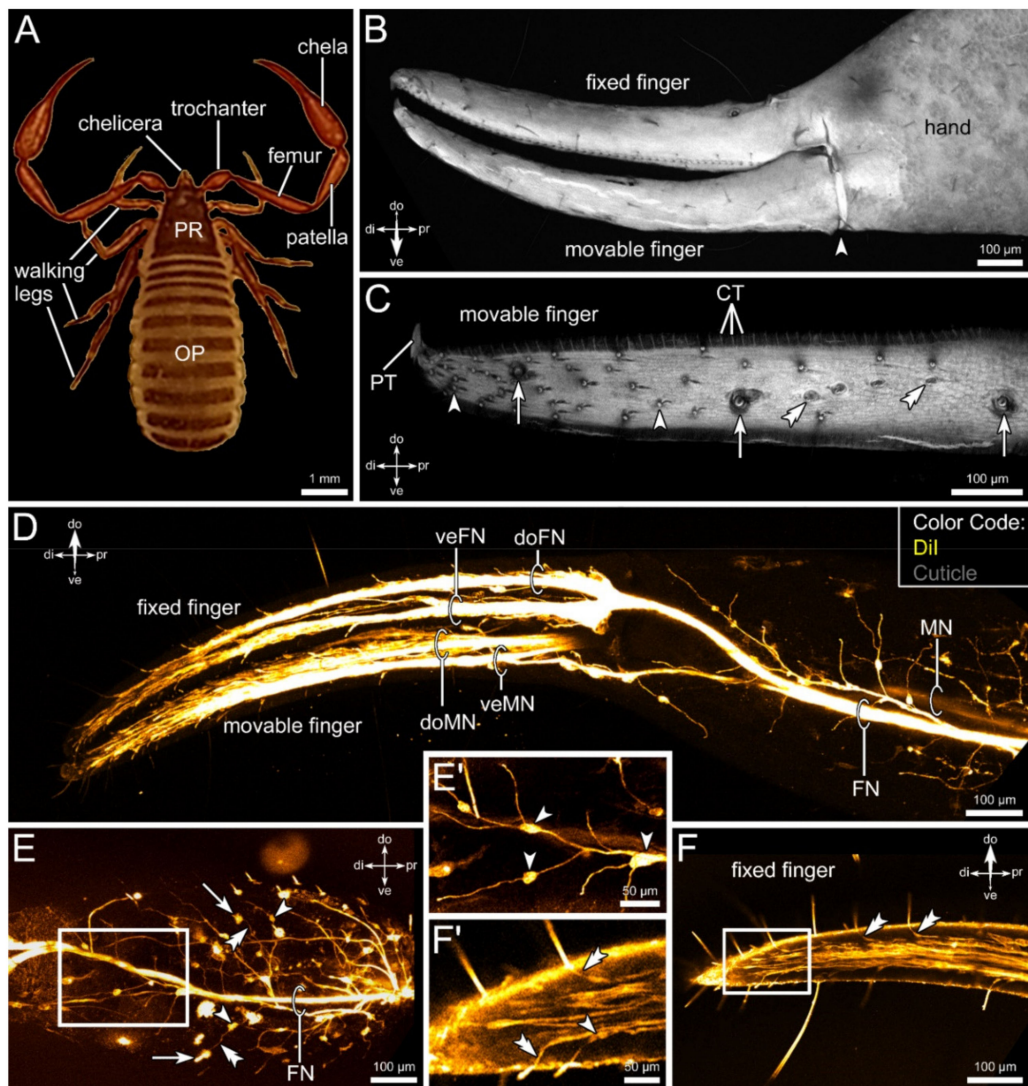 A
chela
trochanter
chelicera
femur
PR
patella
walking
legs
OP
1 mm
B
fixed finger
hand
do
di
pr
ve
movable finger
100 µm
C
movable finger
CT
PT
do
di
pr
ve
100 µm
D
do
di
pr
ve
veFN
doFN
Color Code:
DiI
Cuticle
fixed finger
MN
veMN
movable finger
doMN
FN
100 µm
E
do
di
pr
ve
FN
100 µm
E'
50 µm
F'
50 µm
F
fixed finger
do
di
pr
ve
100 µm